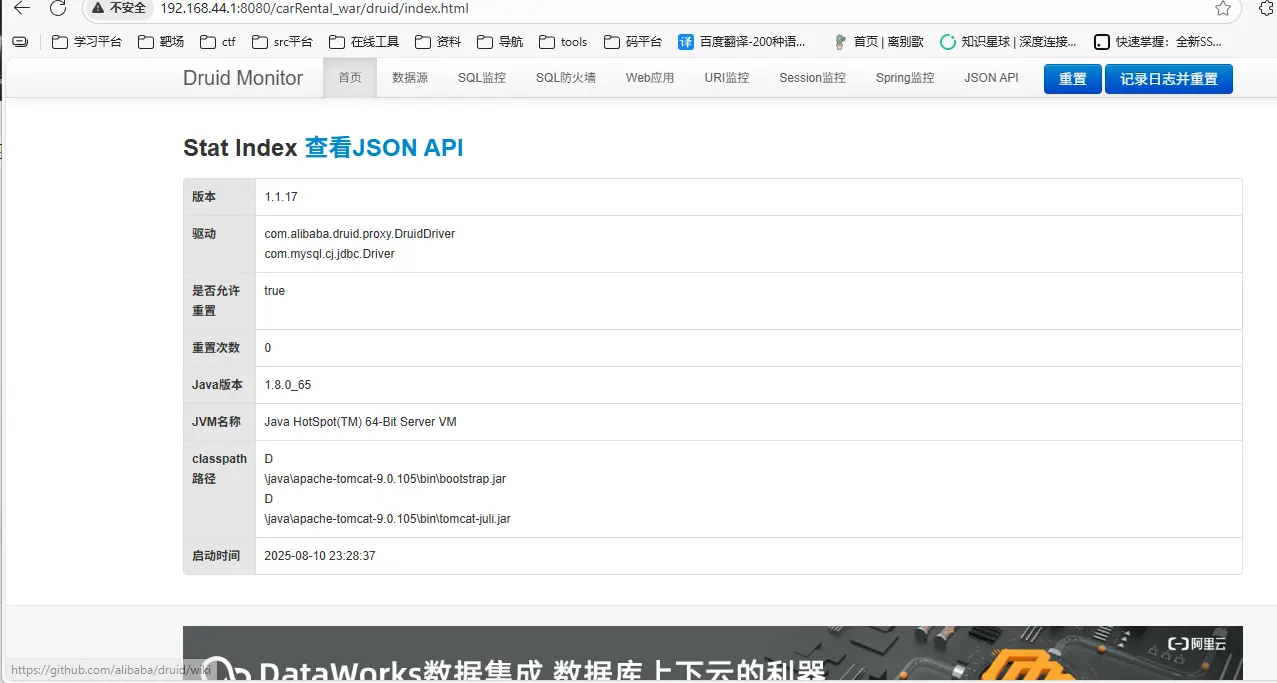 不安全 192.168.44.1:8080/carRental_war/druid/index.html
学习平台 靶场 ctf src平台 在线工具 资料 导航 tools 码平台 译 百度翻译-200种语... 首页 | 离别歌 知识星球 | 深度连接... 快速掌握：全新SS...
Druid Monitor 首页 数据源 SQL监控 SQL防火墙 Web应用 URI监控 Session监控 Spring监控 JSON API 重置 记录日志并重置
Stat Index 查看JSON API
版本 1.1.17
驱动 com.alibaba.druid.proxy.DruidDriver
com.mysql.cj.jdbc.Driver
是否允许 true
重置
重置次数 0
Java版本 1.8.0_65
JVM名称 Java HotSpot(TM) 64-Bit Server VM
classpath D
路径 \java\apache-tomcat-9.0.105\bin\bootstrap.jar
D
\java\apache-tomcat-9.0.105\bin\tomcat-juli.jar
启动时间 2025-08-10 23:28:37
阿里云
DataWorks数据集成 数据库上下云的利器
https://github.com/alibaba/druid/wiki